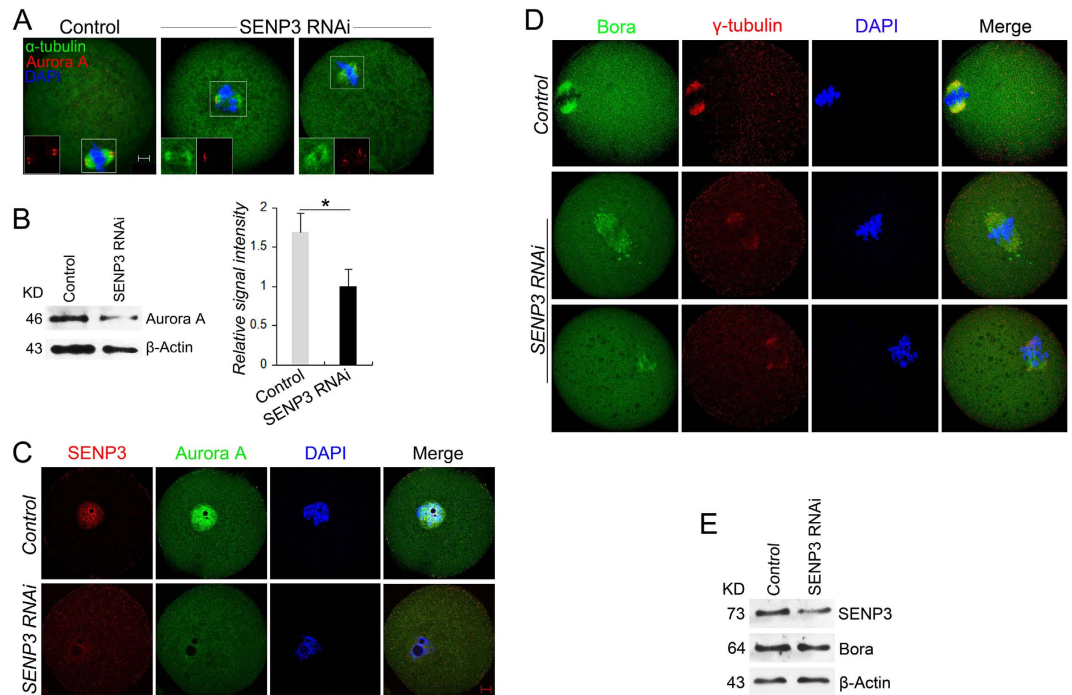 A
Control SENP3 RNAi
α-tubulin
Aurora A
DAPI
B
Control
SENP3 RNAi
KD
46 Aurora A
43 β-Actin
Relative signal intensity
2
1.5
1
0.5
0
*
Control
SENP3 RNAi
C
SENP3 Aurora A DAPI Merge
Control
SENP3 RNAi
D
Bora γ-tubulin DAPI Merge
Control
SENP3 RNAi
E
Control
SENP3 RNAi
KD
73 SENP3
64 Bora
43 β-Actin